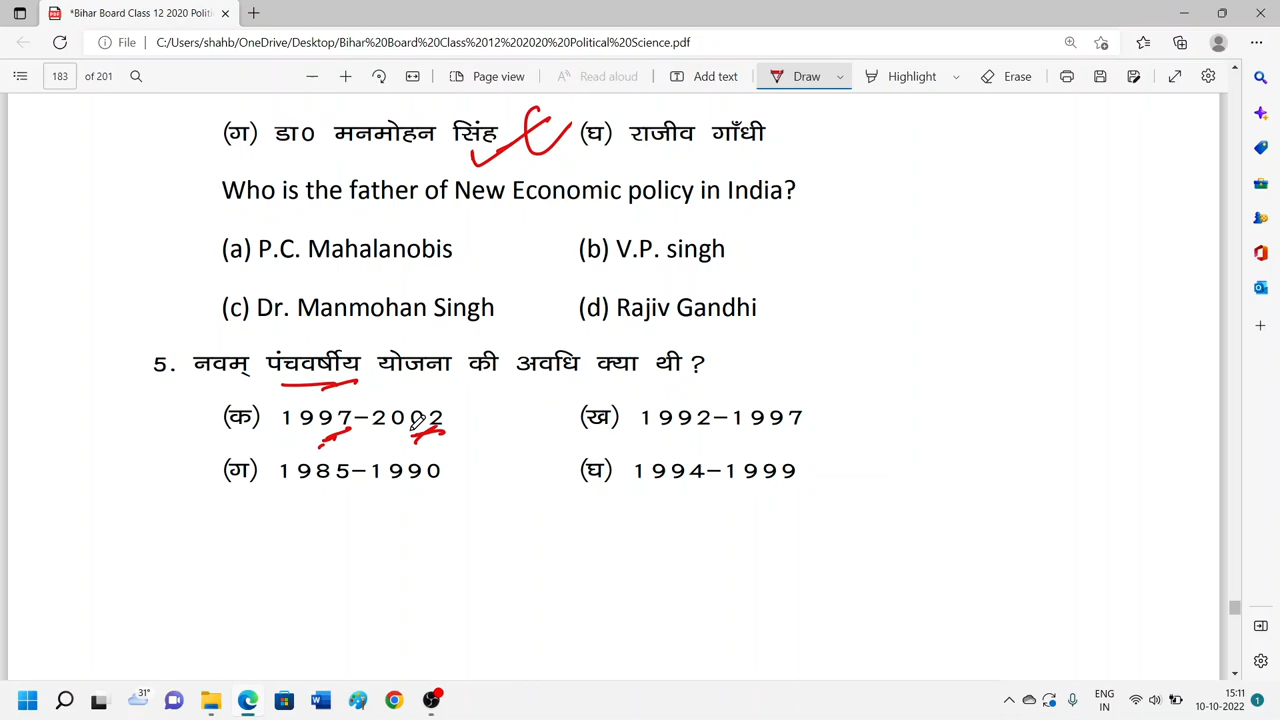 *Bihar Board Class 12 2020 Politi
File C:/Users/shahb/OneDrive/Desktop/Bihar%20Board%20Class%2012%202020%20Political%20Science.pdf
183 of 201 Page view Read aloud Add text Draw Highlight Erase
(ग) डा0 मनमोहन सिंह (घ) राजीव गाँधी
Who is the father of New Economic policy in India?
(a) P.C. Mahalanobis (b) V.P. singh
(c) Dr. Manmohan Singh (d) Rajiv Gandhi
5. नवम् पंचवर्षीय योजना की अवधि क्या थी ?
(क) 1997–2002 (ख) 1992–1997
(ग) 1985–1990 (घ) 1994–1999
31° ENG 15:11
IN 10-10-2022 1